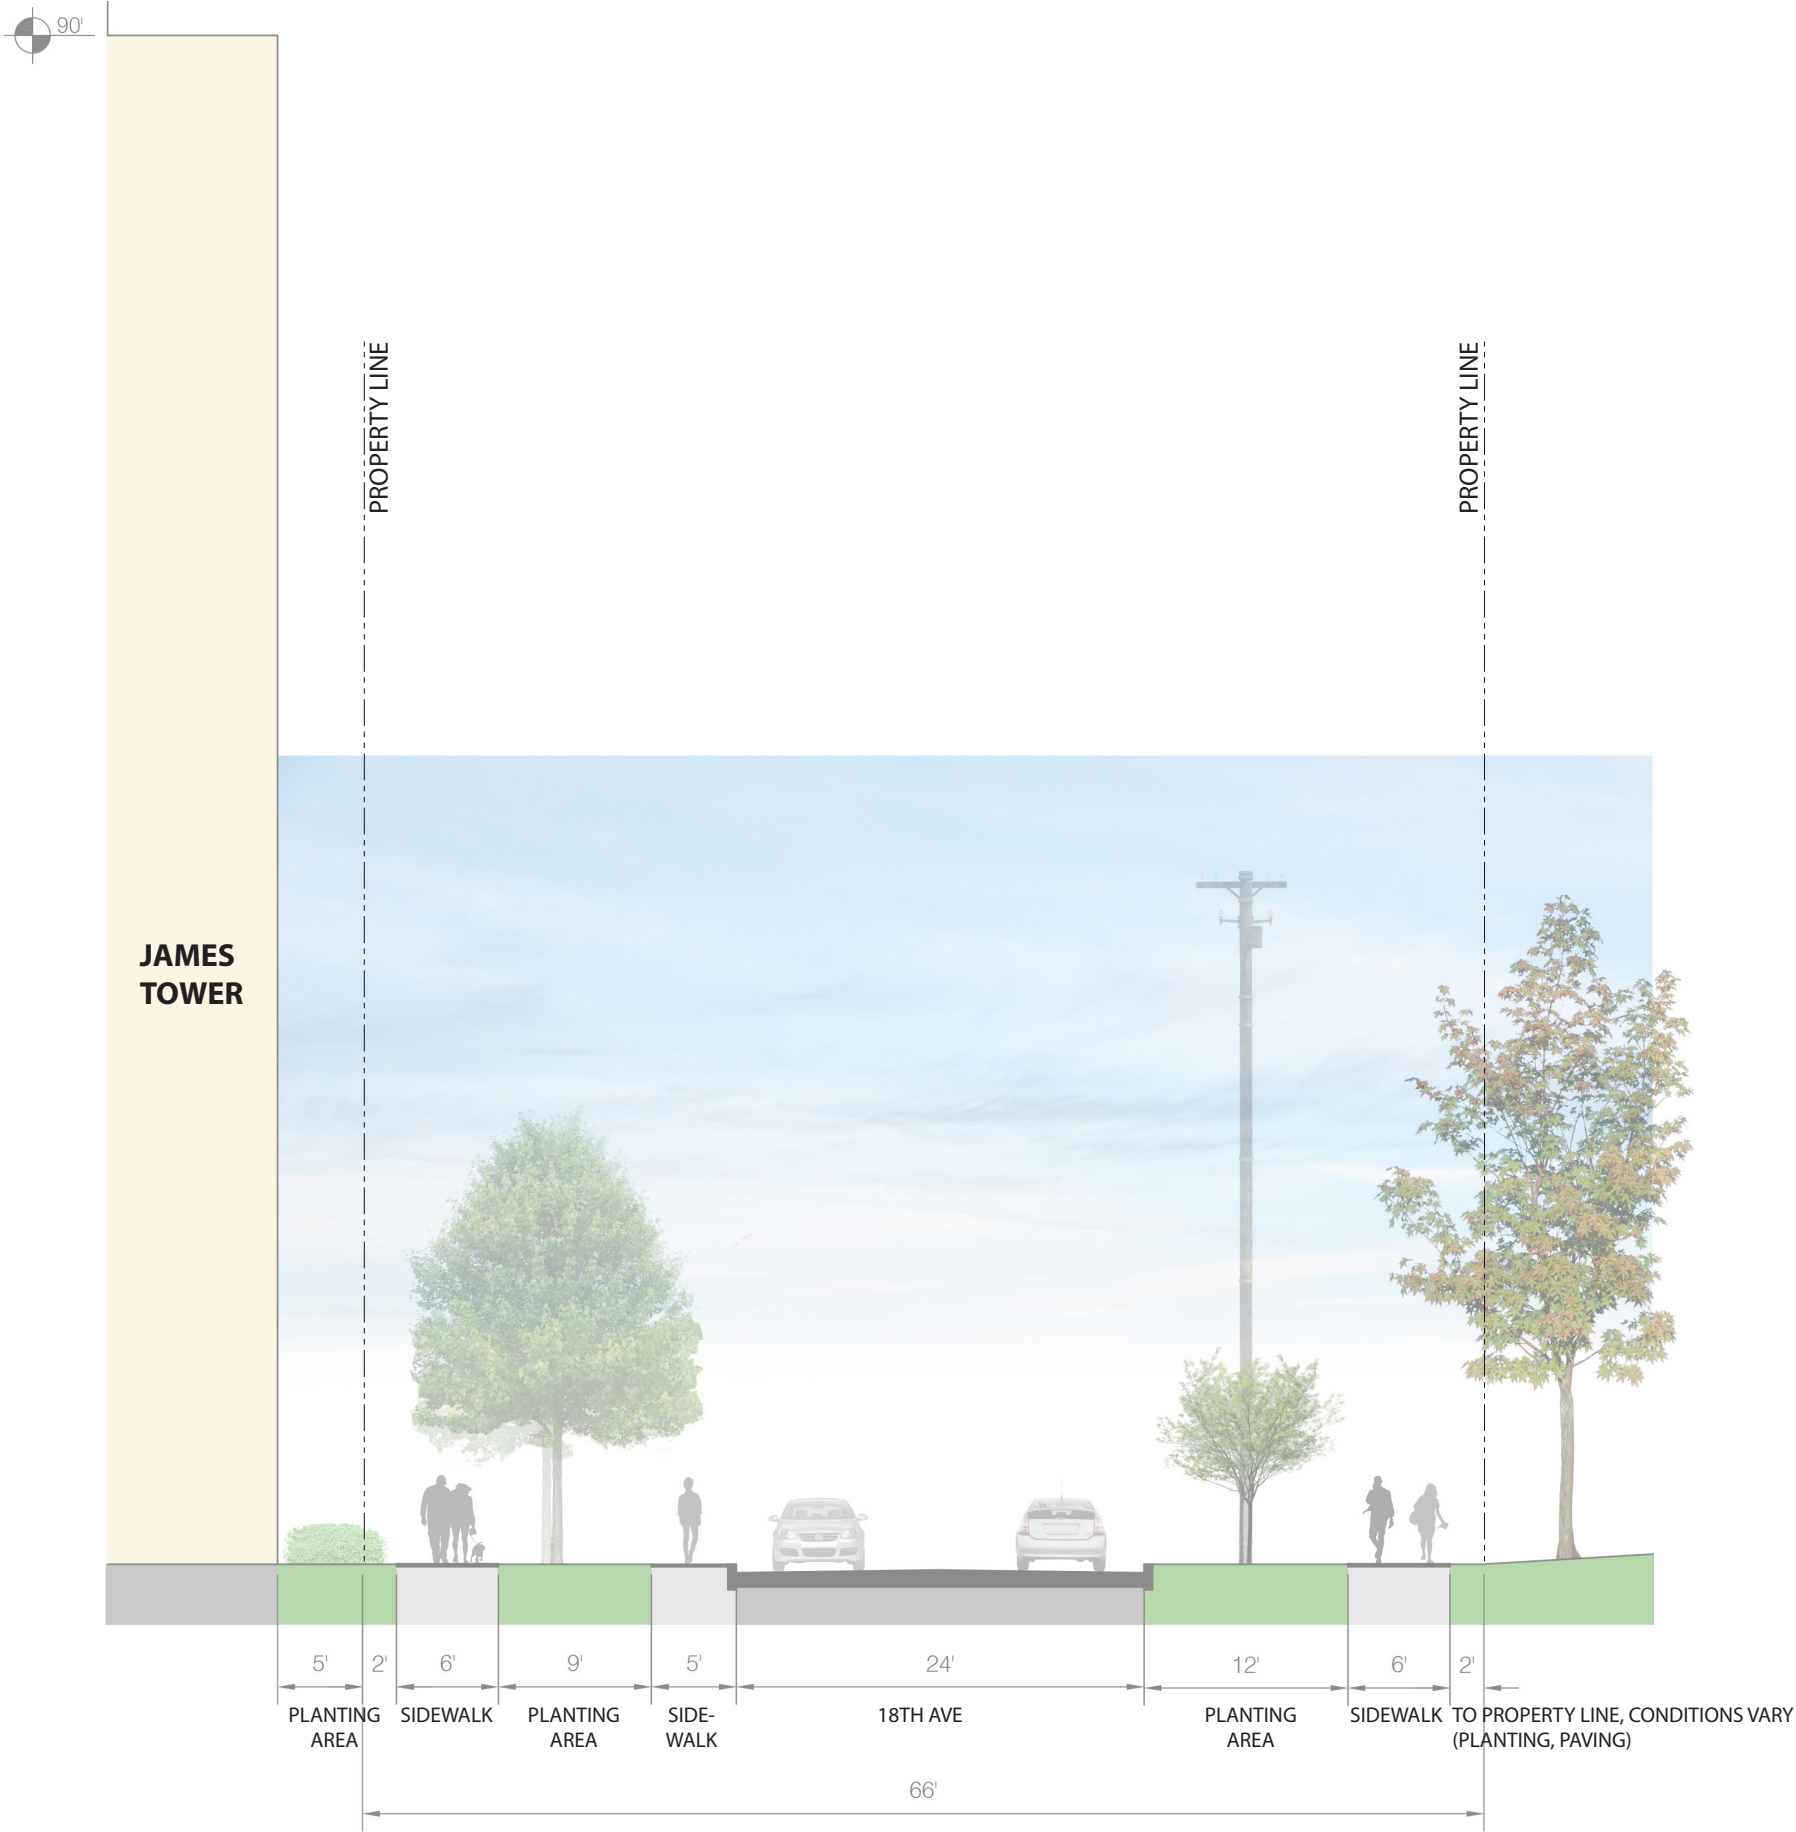 90'
PROPERTY LINE
PROPERTY LINE
JAMES
TOWER
5'
2'
6'
9'
5'
24'
12'
6'
2'
PLANTING
AREA
SIDEWALK
PLANTING
AREA
SIDE-
WALK
18TH AVE
PLANTING
AREA
SIDEWALK
TO PROPERTY LINE, CONDITIONS VARY
(PLANTING, PAVING)
66'